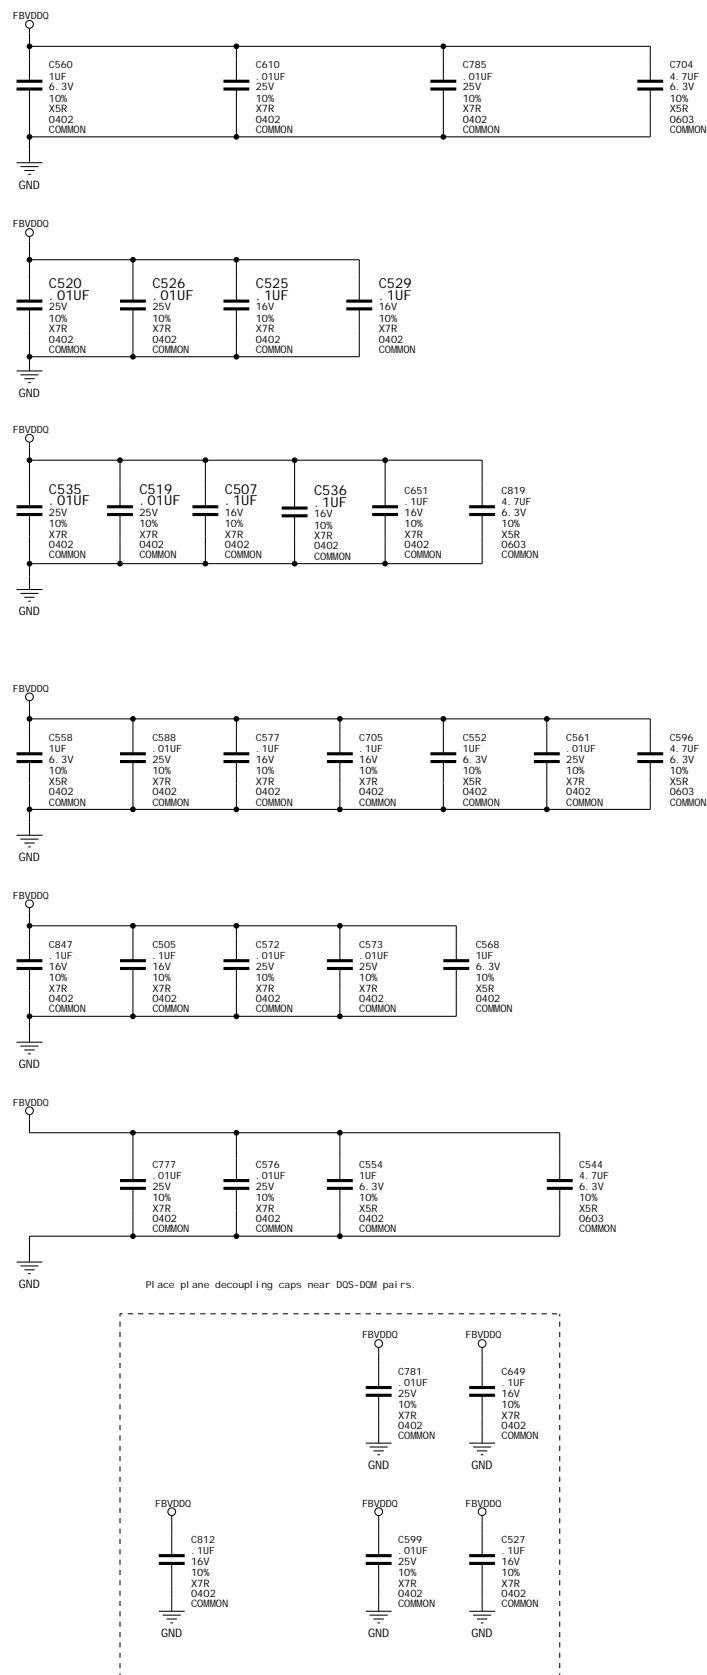 FBVDDQ
C560
1UF
6.3V
10%
X5R
0402
COMMON
C610
.01UF
25V
10%
X7R
0402
COMMON
C785
.01UF
25V
10%
X7R
0402
COMMON
C704
4.7UF
6.3V
10%
X5R
0603
COMMON
GND
FBVDDQ
C520
.01UF
25V
10%
X7R
0402
COMMON
C526
.01UF
25V
10%
X7R
0402
COMMON
C525
.1UF
16V
10%
X7R
0402
COMMON
C529
.1UF
16V
10%
X7R
0402
COMMON
GND
FBVDDQ
C535
.01UF
25V
10%
X7R
0402
COMMON
C519
.01UF
25V
10%
X7R
0402
COMMON
C507
.1UF
16V
10%
X7R
0402
COMMON
C536
.1UF
16V
10%
X7R
0402
COMMON
C651
.1UF
16V
10%
X7R
0402
COMMON
C819
4.7UF
6.3V
10%
X5R
0603
COMMON
GND
FBVDDQ
C558
1UF
6.3V
10%
X5R
0402
COMMON
C588
.01UF
25V
10%
X7R
0402
COMMON
C577
.1UF
16V
10%
X7R
0402
COMMON
C705
.1UF
16V
10%
X7R
0402
COMMON
C552
1UF
6.3V
10%
X5R
0402
COMMON
C561
.01UF
25V
10%
X7R
0402
COMMON
C596
4.7UF
6.3V
10%
X5R
0603
COMMON
GND
FBVDDQ
C847
.1UF
16V
10%
X7R
0402
COMMON
C505
.1UF
16V
10%
X7R
0402
COMMON
C572
.01UF
25V
10%
X7R
0402
COMMON
C573
.01UF
25V
10%
X7R
0402
COMMON
C568
1UF
6.3V
10%
X5R
0402
COMMON
GND
FBVDDQ
C777
.01UF
25V
10%
X7R
0402
COMMON
C576
.01UF
25V
10%
X7R
0402
COMMON
C554
1UF
6.3V
10%
X5R
0402
COMMON
C544
4.7UF
6.3V
10%
X5R
0603
COMMON
GND
Place plane decoupling caps near DQS-DQM pairs.
FBVDDQ
C781
.01UF
25V
10%
X7R
0402
COMMON
GND
FBVDDQ
C649
.1UF
16V
10%
X7R
0402
COMMON
GND
FBVDDQ
C812
.1UF
16V
10%
X7R
0402
COMMON
GND
FBVDDQ
C599
.01UF
25V
10%
X7R
0402
COMMON
GND
FBVDDQ
C527
.1UF
16V
10%
X7R
0402
COMMON
GND